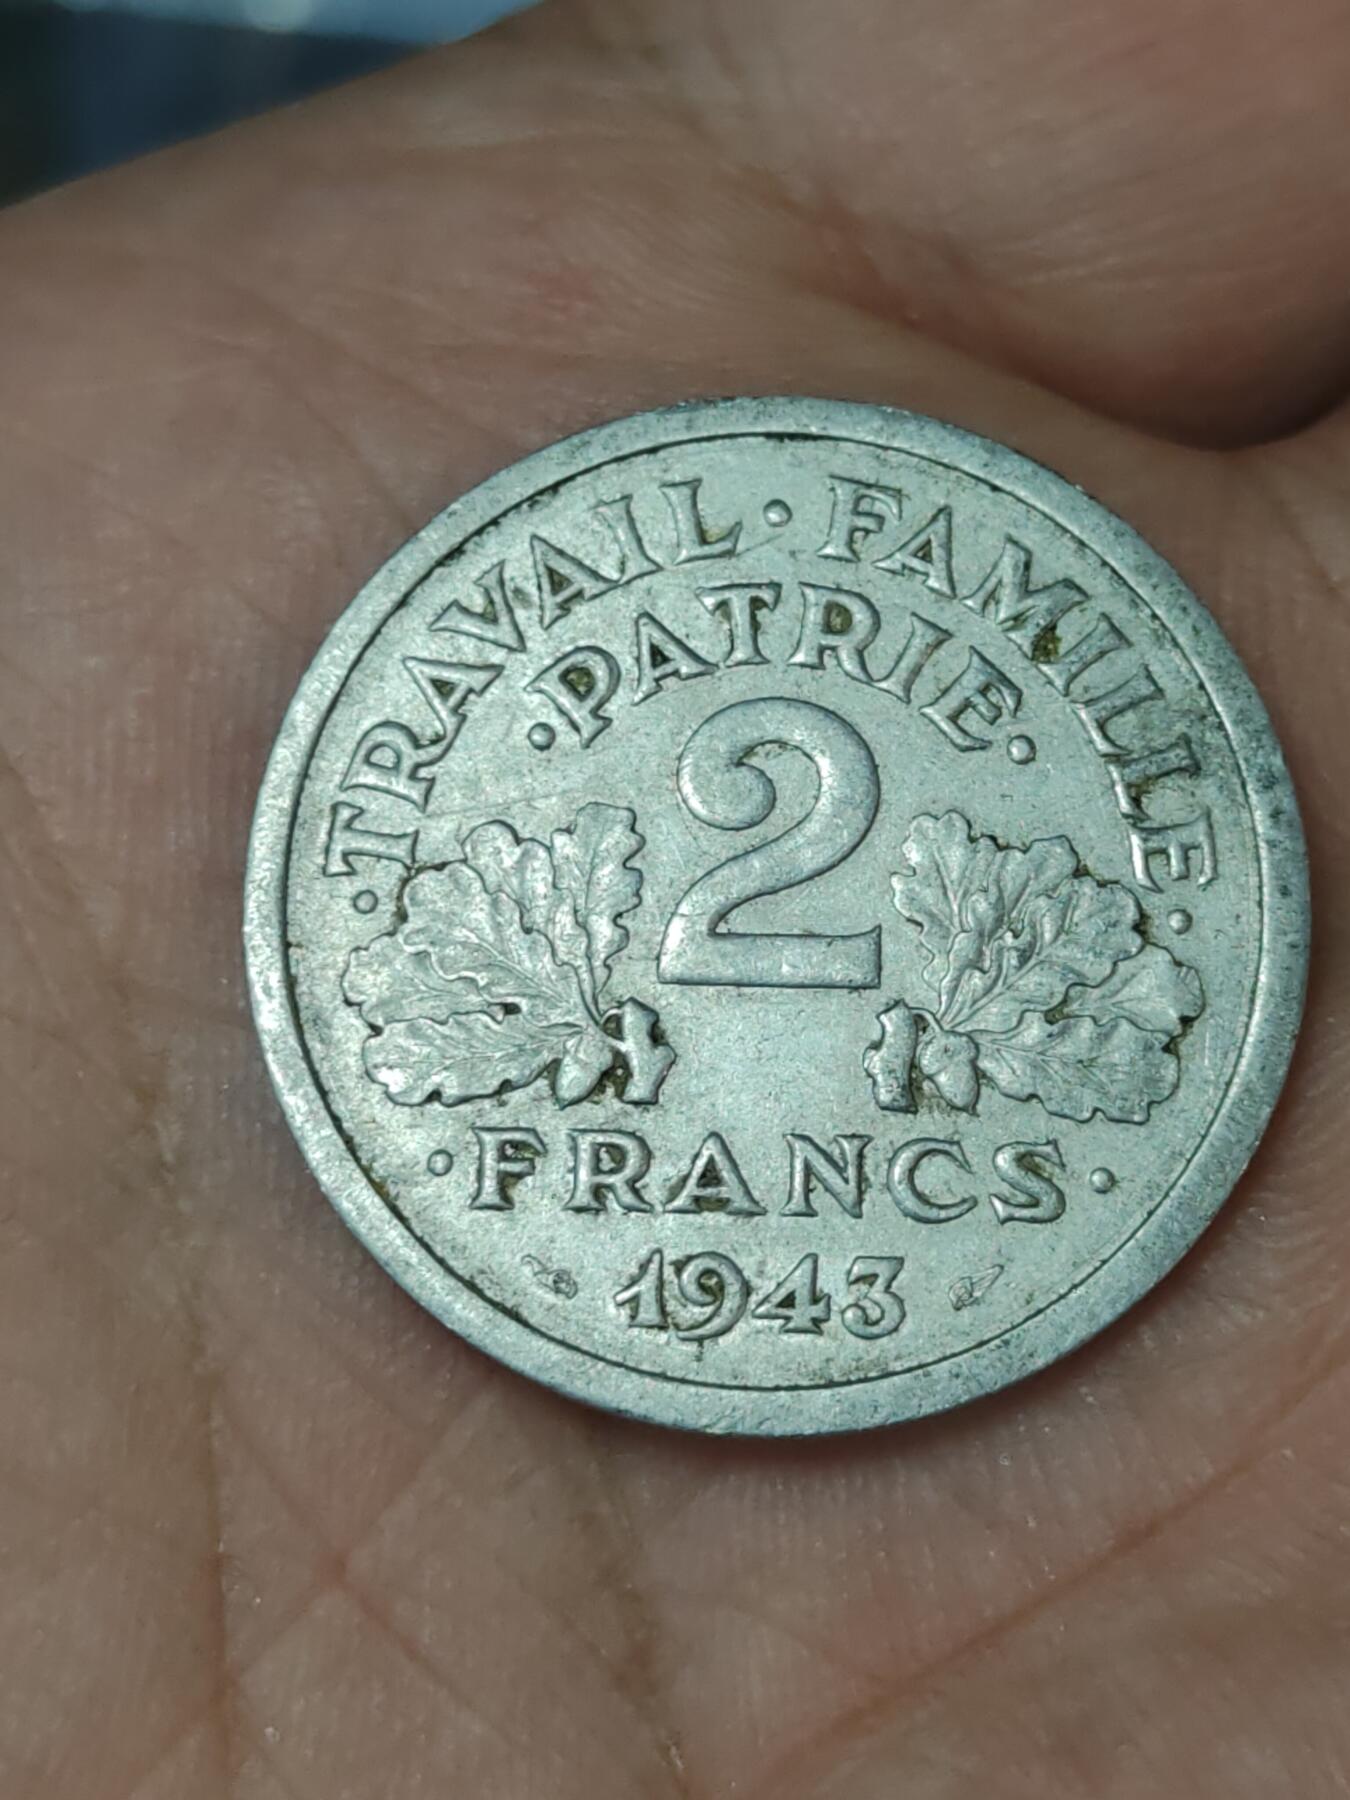 ·TRAVAIL·FAMILLE·
·PATRIE·
2
·FRANCS·
1943